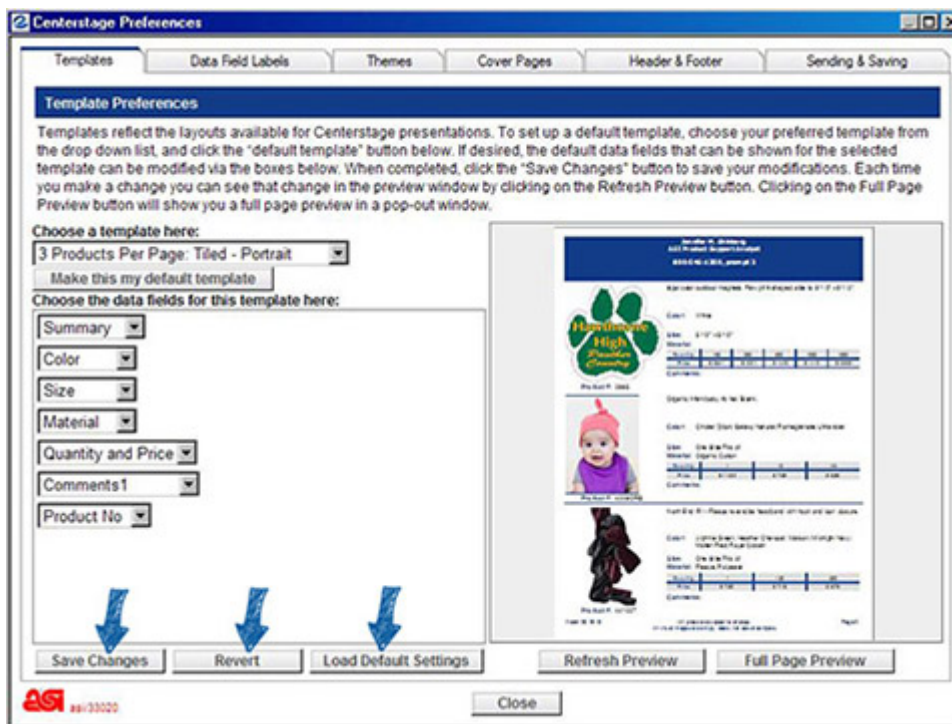 Centerstage Preferences
Templates
Data Field Labels
Themes
Cover Pages
Header & Footer
Sending & Saving
Template Preferences
Templates reflect the layouts available for Centerstage presentations. To set up a default template, choose your preferred template from
the drop down list, and click the "default template" button below. If desired, the default data fields that can be shown for the selected
template can be modified via the boxes below. When completed, click the "Save Changes" button to save your modifications. Each time
you make a change you can see that change in the preview window by clicking on the Refresh Preview button. Clicking on the Full Page
Preview button will show you a full page preview in a pop-out window.
Choose a template here:
3 Products Per Page: Tiled - Portrait
Make this my default template
Choose the data fields for this template here:
Summary
Color
Size
Material
Quantity and Price
Comments1
Product No
Hawthorne
High
Panther
Country
Save Changes
Revert
Load Default Settings
Refresh Preview
Full Page Preview
asi
asi/33020
Close